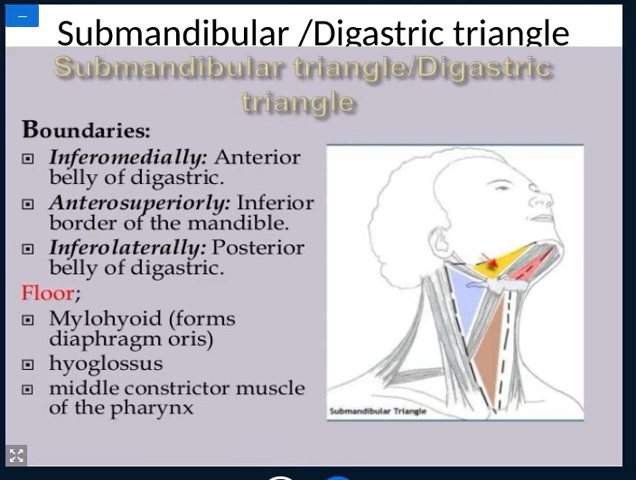 Submandibular /Digastric triangle
Submandibular triangle/Digastric
triangle
Boundaries:
Inferomedially: Anterior
belly of digastric.
Anterosuperiorly: Inferior
border of the mandible.
Inferolaterally: Posterior
belly of digastric.
Floor;
Mylohyoid (forms
diaphragm oris)
hyoglossus
middle constrictor muscle
of the pharynx
Submandibular Triangle